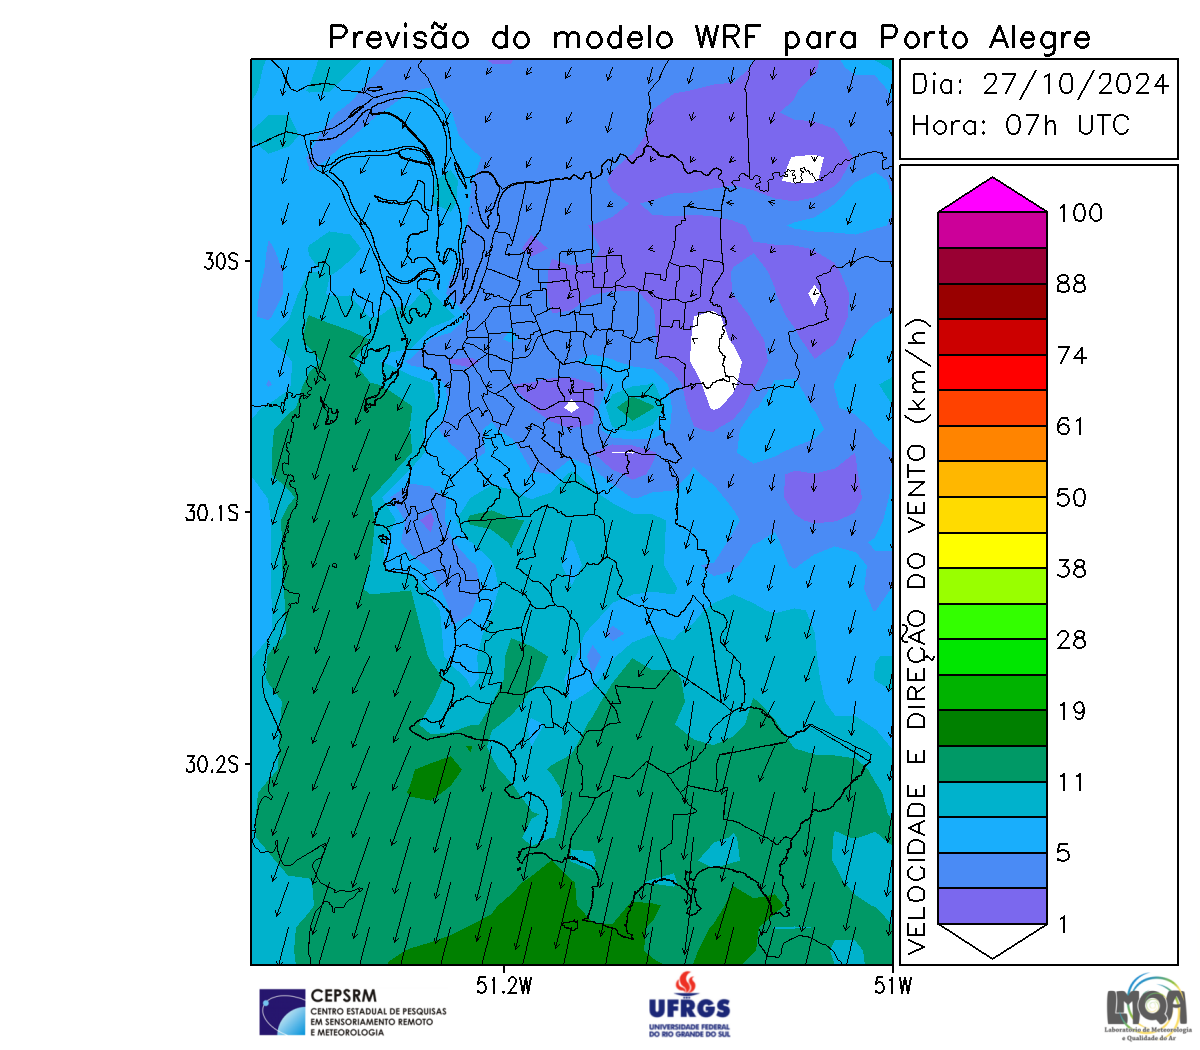 Previsão do modelo WRF para Porto Alegre
Dia: 27/10/2024
Hora: 07h UTC
30S
30.1S
30.2S
51.2W
51W
VELOCIDADE E DIREÇÃO DO VENTO (km/h)
100
88
74
61
50
38
28
19
11
5
1
CEPSRM
CENTRO ESTADUAL DE PESQUISAS
EM SENSORIAMENTO REMOTO
E METEOROLOGIA
UFRGS
UNIVERSIDADE FEDERAL
DO RIO GRANDE DO SUL
LMQA
Laboratório de Meteorologia
e Qualidade do Ar